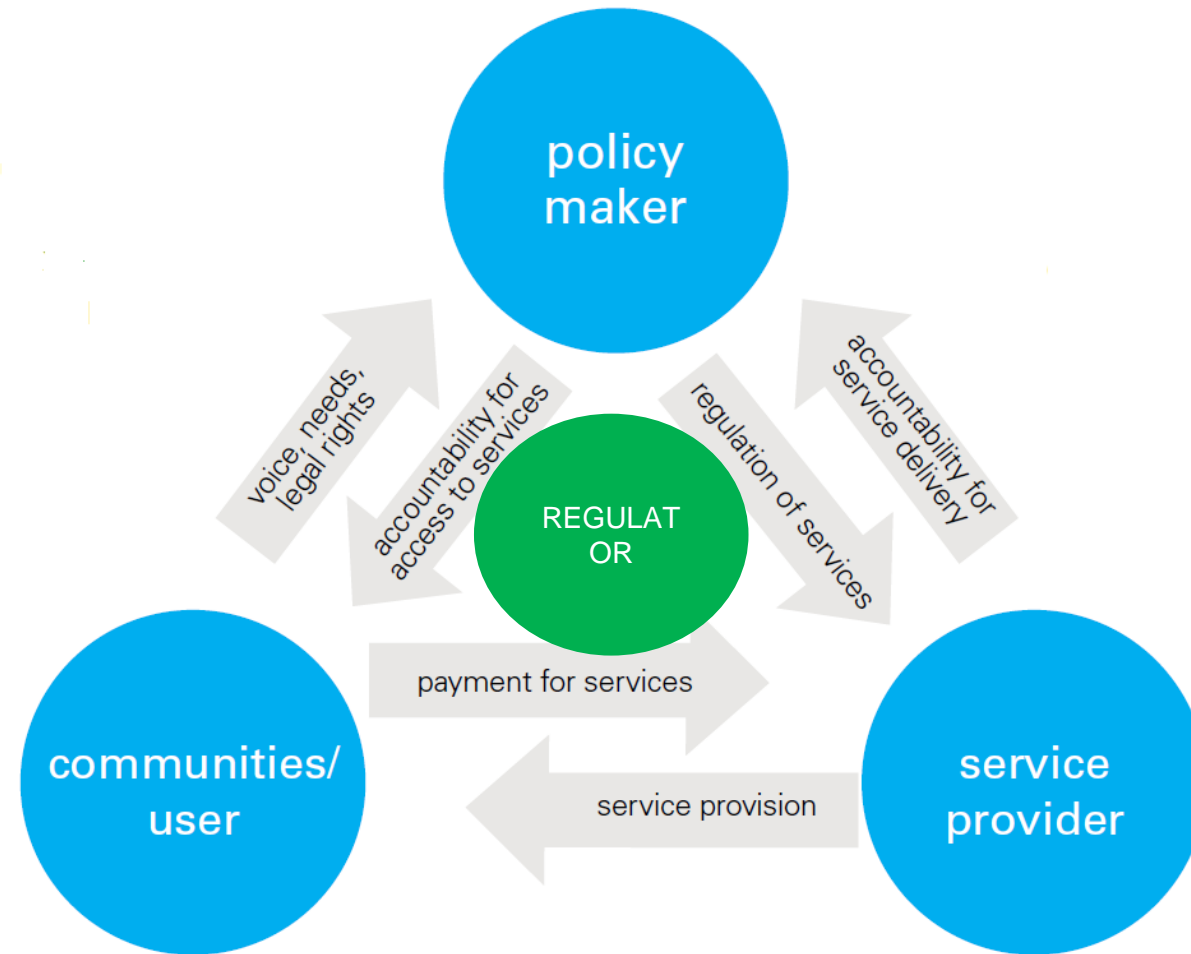 policy
maker
voice, needs,
legal rights
accountability for
access to services
regulation of services
accountability for
service delivery
REGULAT
OR
payment for services
communities/
user
service provision
service
provider